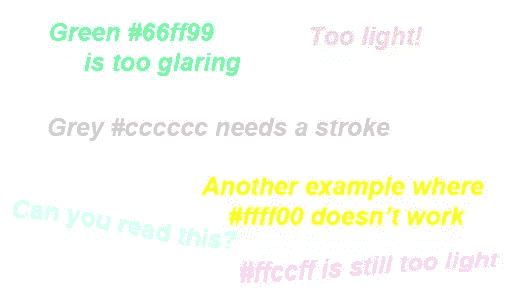 Green #66ff99
is too glaring
Too light!
Grey #cccccc needs a stroke
Another example where
#ffff00 doesn't work
Can you read this?
#ffccff is still too light